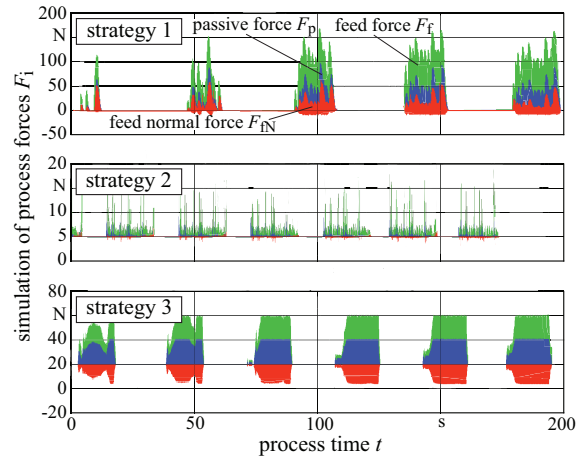 simulation of process forces Fi
strategy 1
passive force Fp
feed force Ff
feed normal force FfN
200
N
100
50
0
-50
strategy 2
20
N
10
5
0
strategy 3
80
N
40
20
0
-20
0
50
100
s
200
process time t